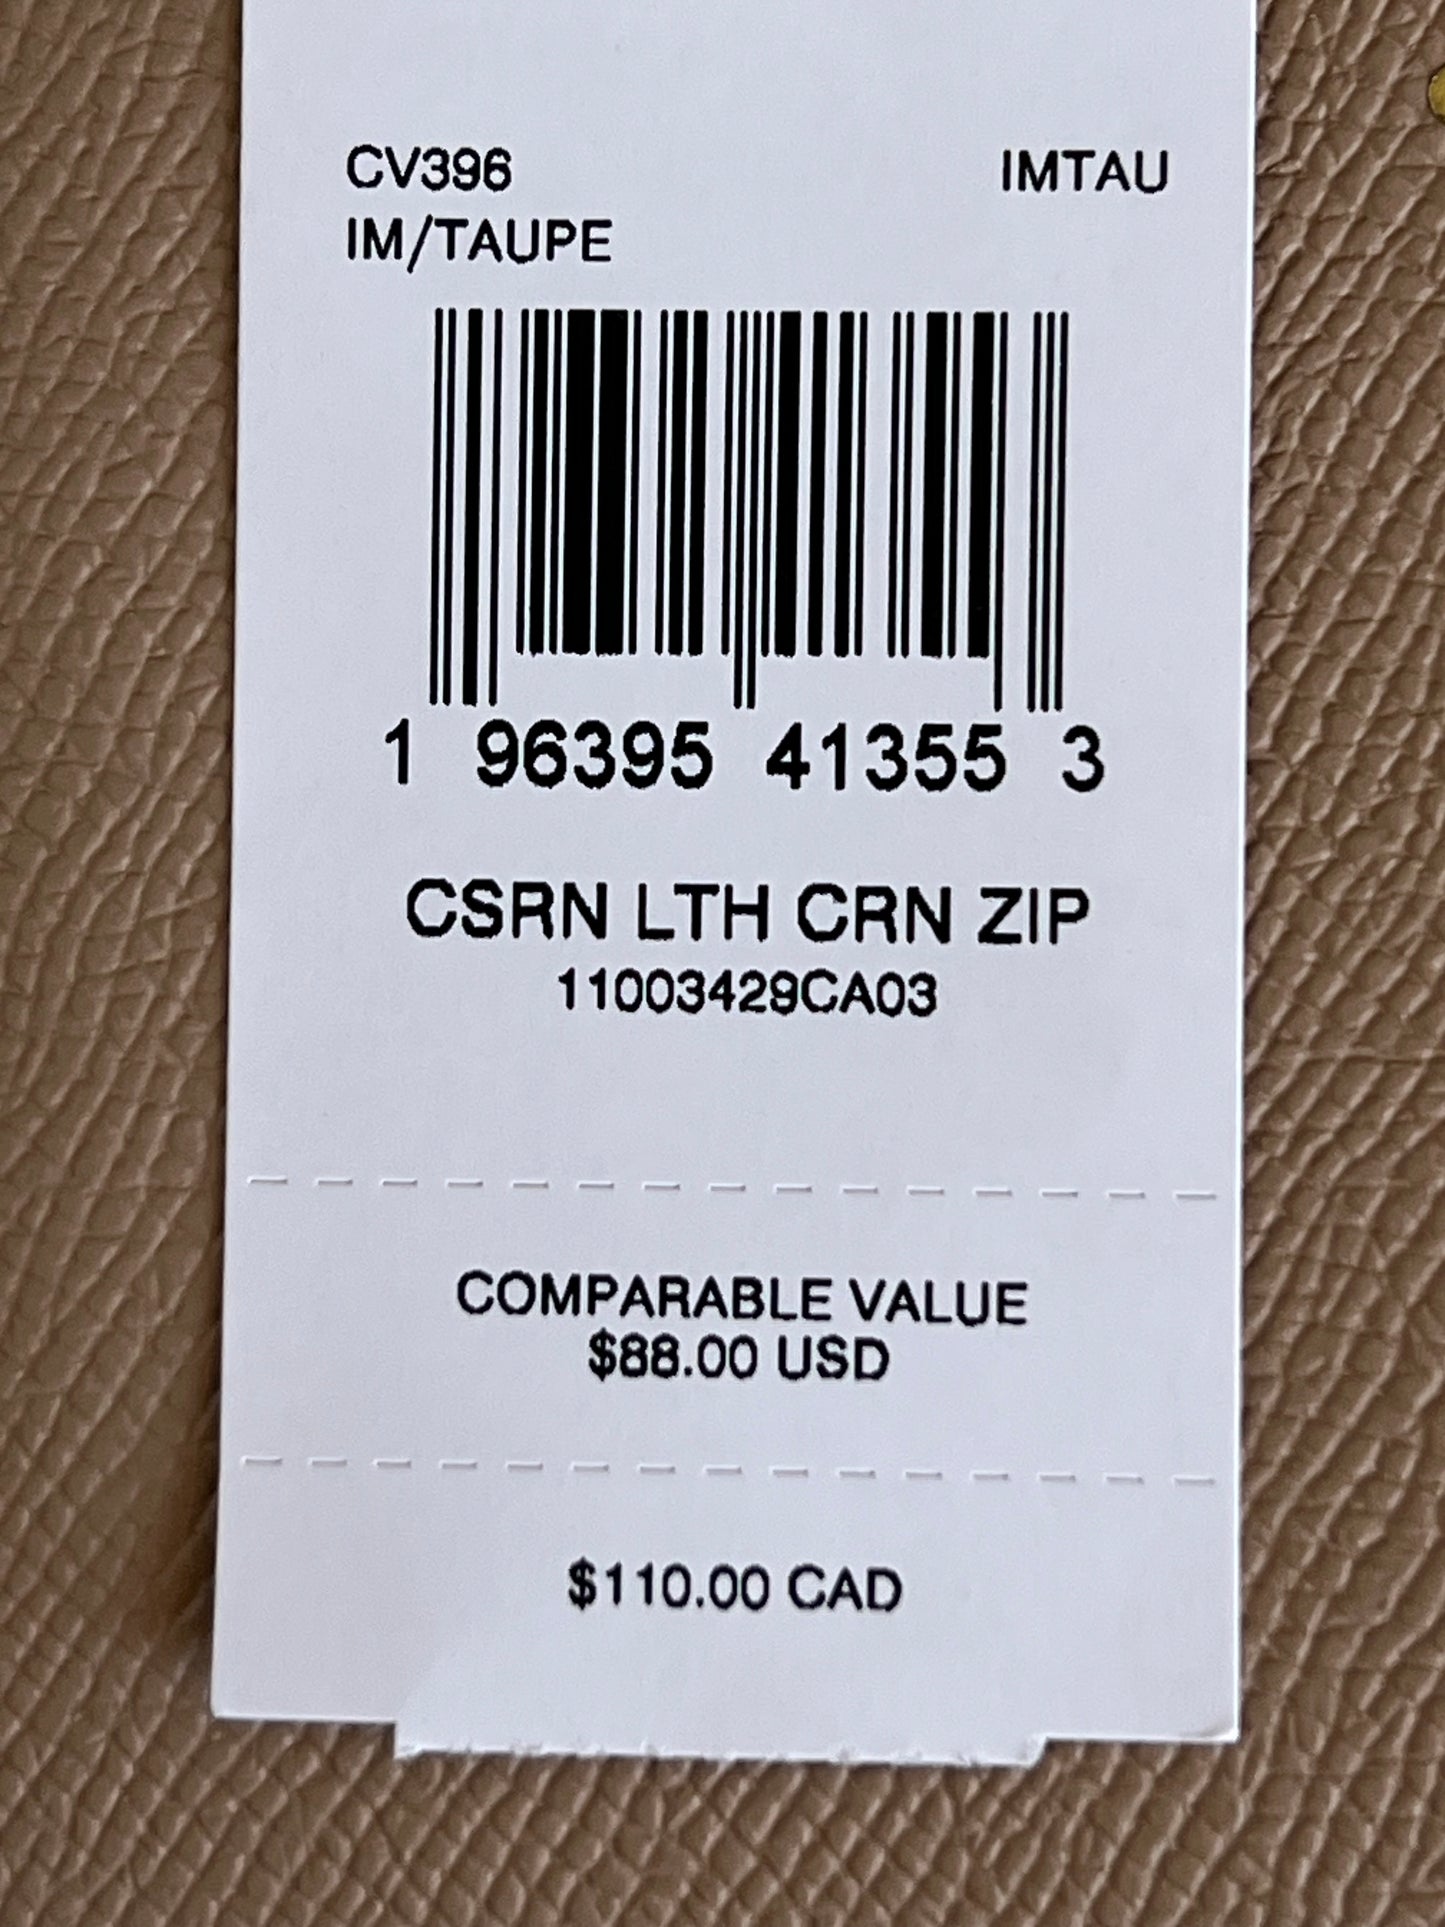 CV396 IMTAU
IM/TAUPE
1 96395 41355 3
CSRN LTH CRN ZIP
11003429CA03
COMPARABLE VALUE
$88.00 USD
$110.00 CAD